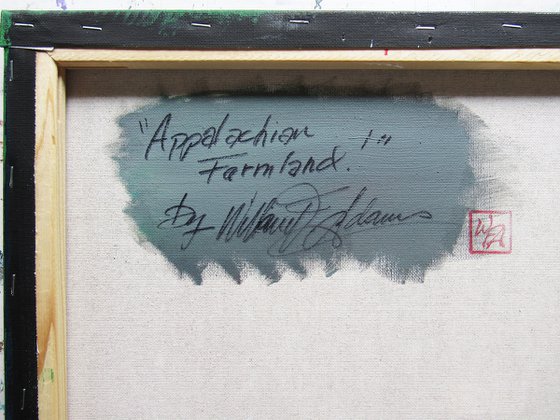 "Appalachian
Farmland. !"
by William F. Adams